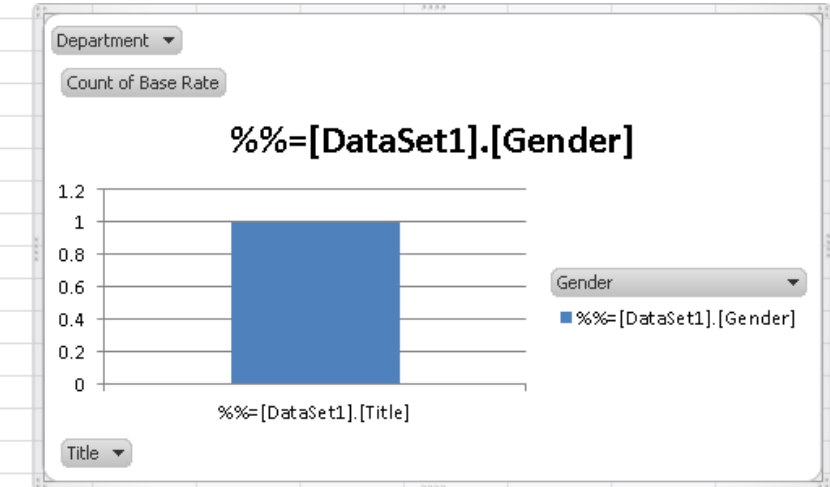 Department
Count of Base Rate
%%=[DataSet1].[Gender]
1.2
1
0.8
0.6
0.4
0.2
0
%%=[DataSet1].[Title]
Gender
%%=[DataSet1].[Gender]
Title